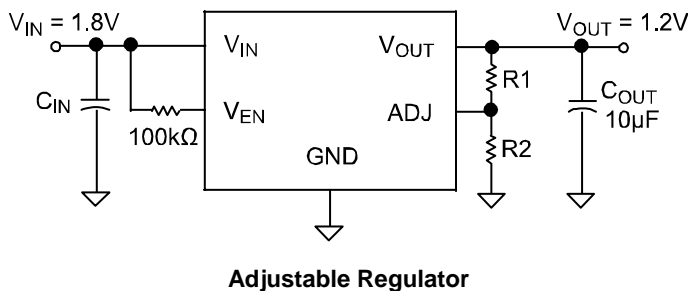 V_IN = 1.8V
V_OUT = 1.2V
V_IN
V_OUT
R1
C_IN
C_OUT
10µF
V_EN
ADJ
100kΩ
R2
GND
Adjustable Regulator